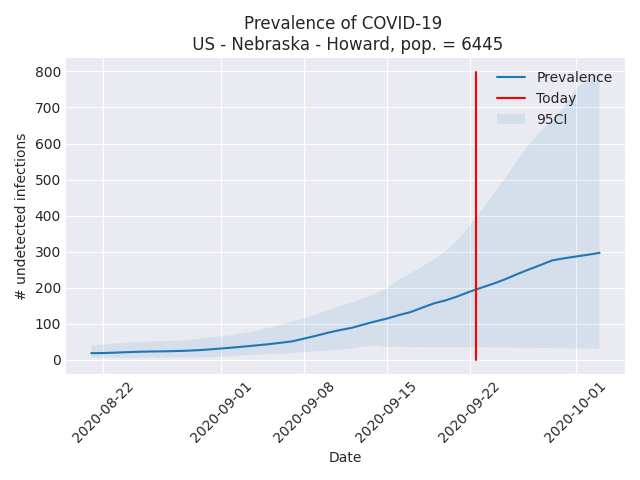 Prevalence of COVID-19
US - Nebraska - Howard, pop. = 6445
800
700
600
500
400
300
200
100
0
# undetected infections
Prevalence
Today
95CI
2020-08-22
2020-09-01
2020-09-08
2020-09-15
2020-09-22
2020-10-01
Date